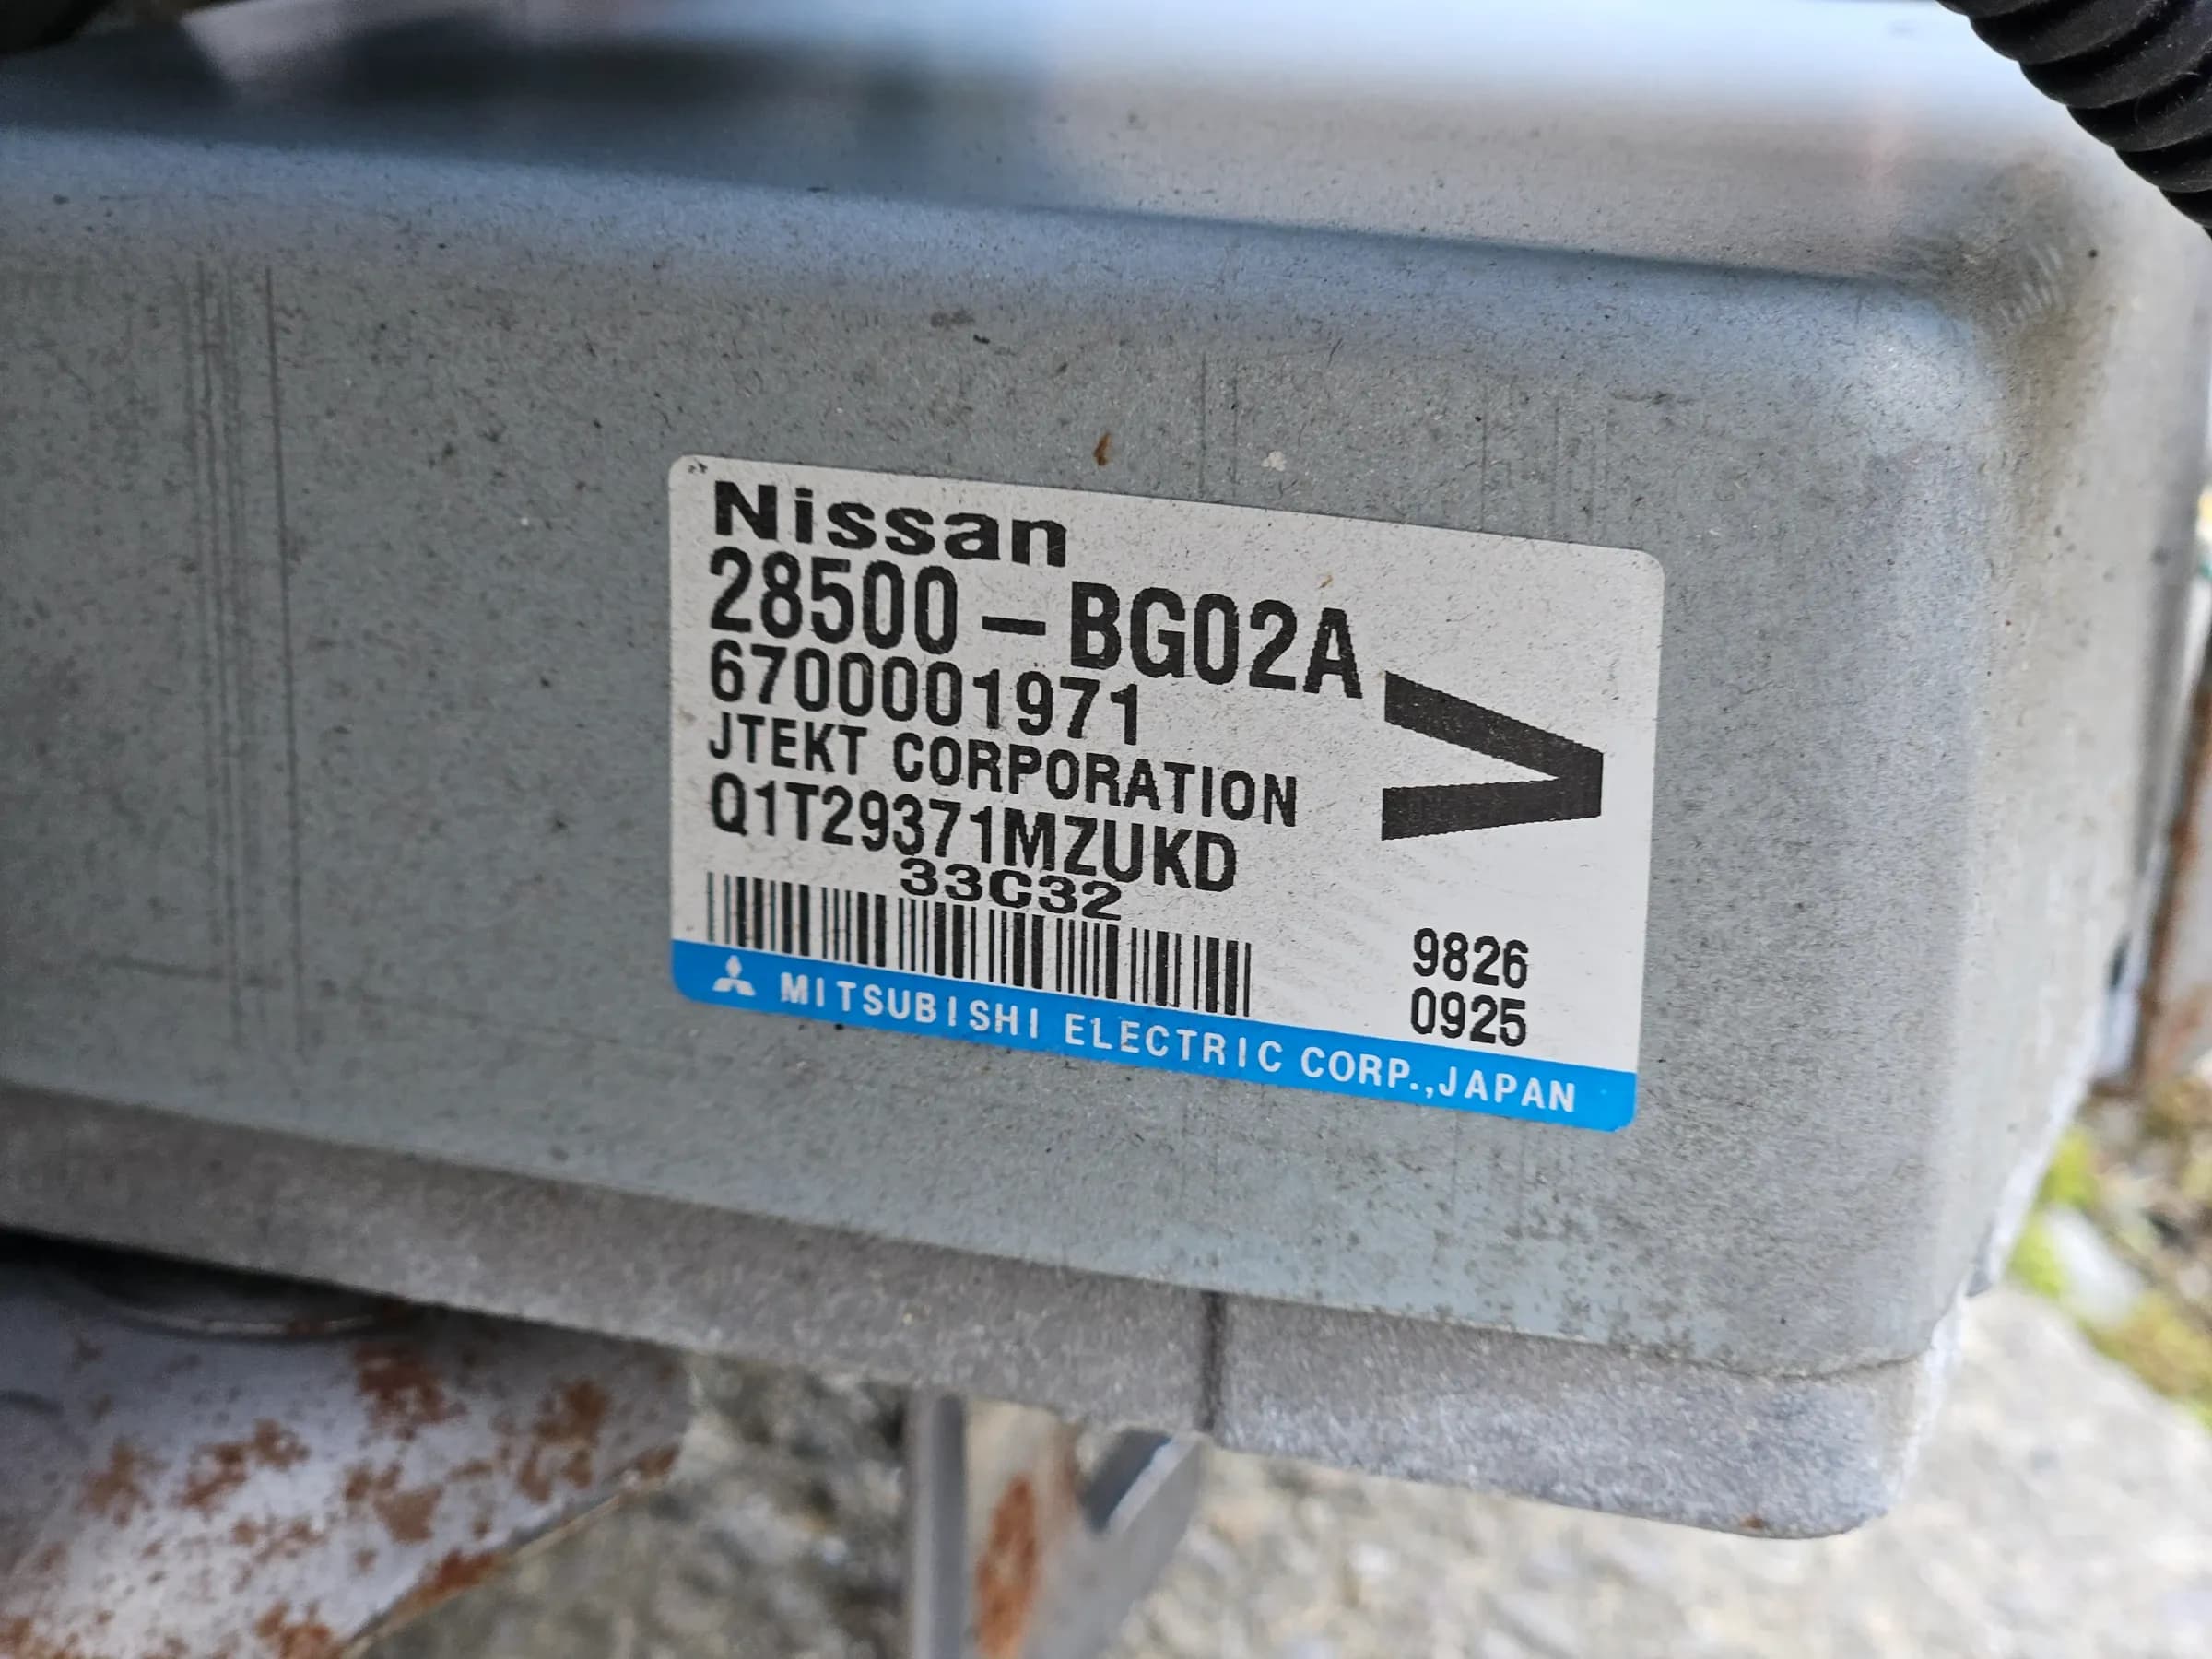 Nissan
28500-BG02A
6700001971
JTEKT CORPORATION
Q1T29371MZUKD
33C32
>
9826
0925
MITSUBISHI ELECTRIC CORP.,JAPAN